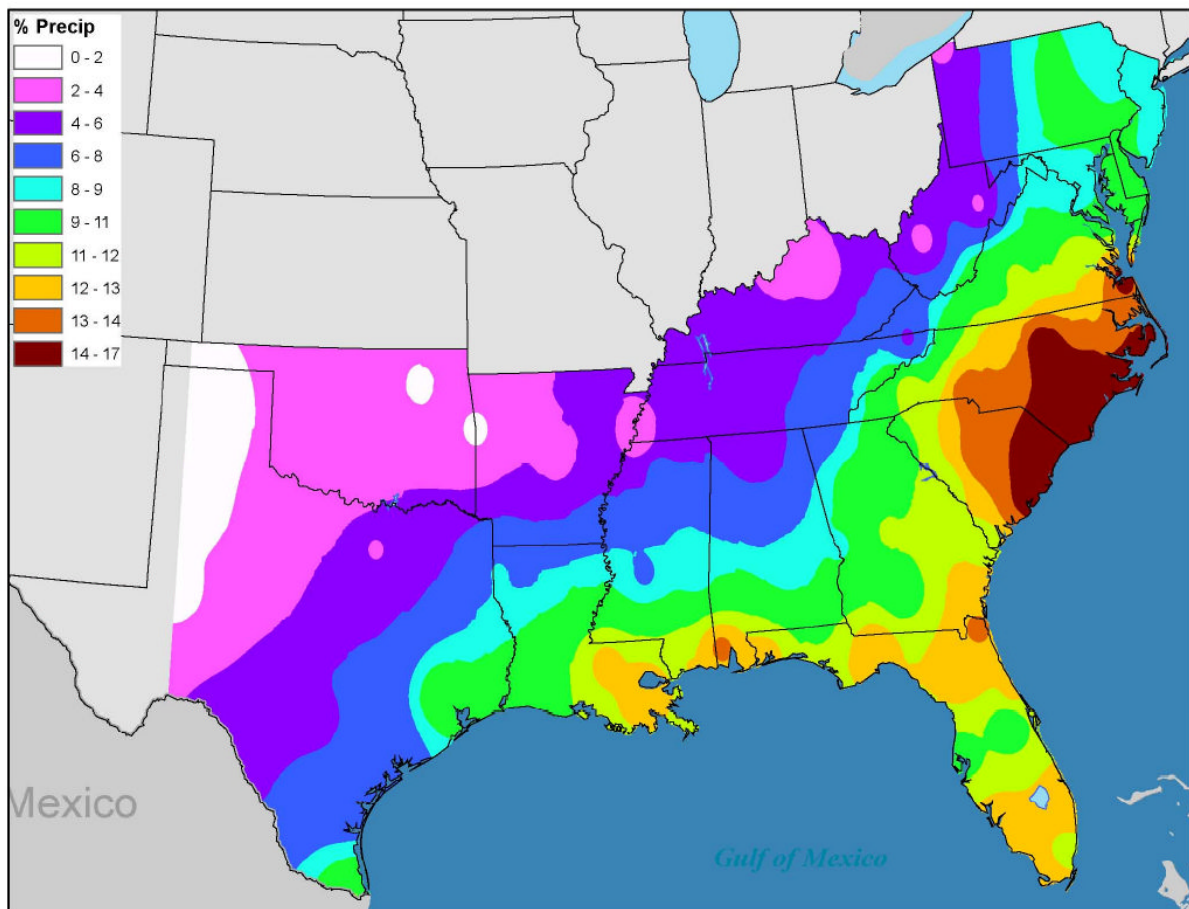 % Precip
0 - 2
2 - 4
4 - 6
6 - 8
8 - 9
9 - 11
11 - 12
12 - 13
13 - 14
14 - 17
Mexico
Gulf of Mexico